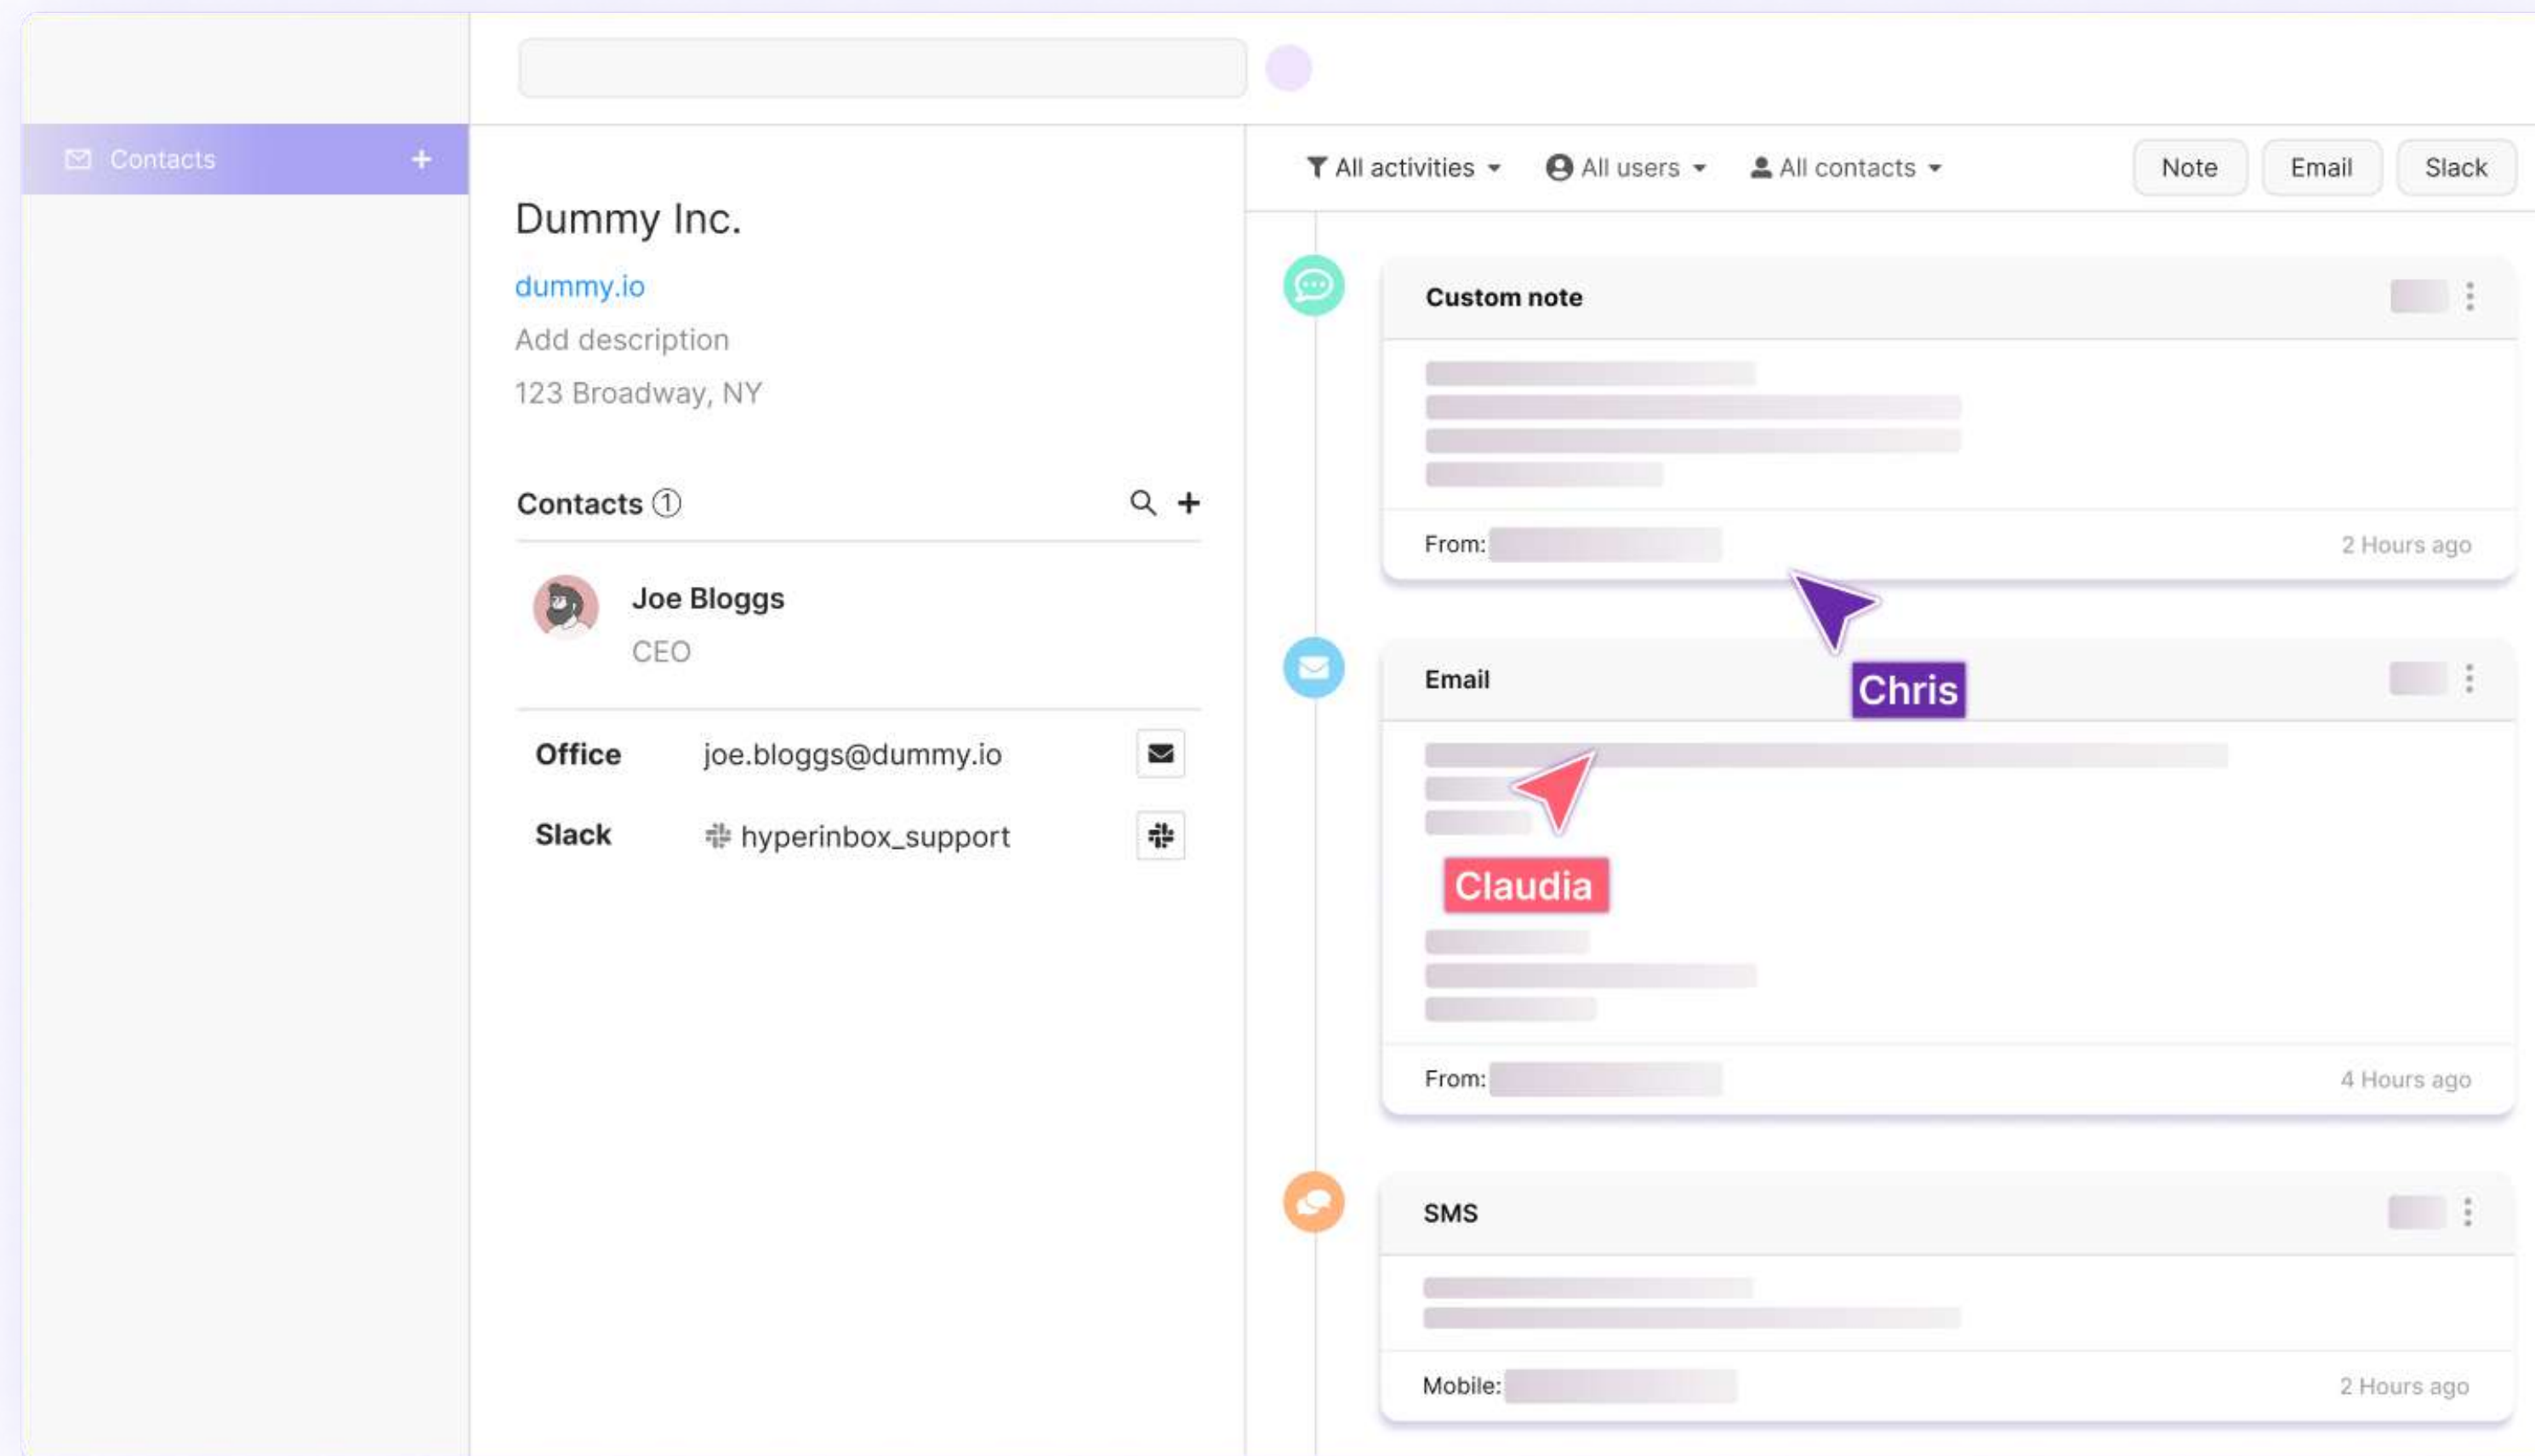 Contacts +
Dummy Inc.
dummy.io
Add description
123 Broadway, NY
Contacts 1
Joe Bloggs
CEO
Office joe.bloggs@dummy.io
Slack hyperinbox_support
All activities All users All contacts Note Email Slack
Custom note
From: 2 Hours ago
Chris
Email
Claudia
From: 4 Hours ago
SMS
Mobile: 2 Hours ago